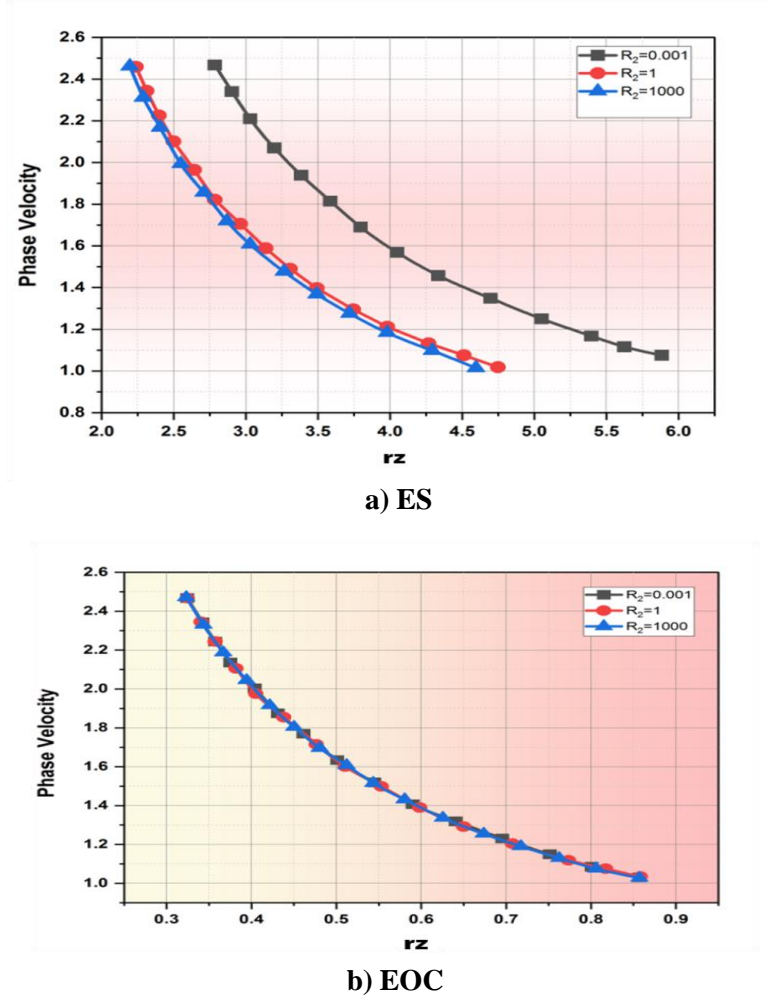 2.6
2.4
2.2
2.0
1.8
1.6
1.4
1.2
1.0
0.8
Phase Velocity
R₂=0.001
R₂=1
R₂=1000
2.0 2.5 3.0 3.5 4.0 4.5 5.0 5.5 6.0
rz
a) ES
2.6
2.4
2.2
2.0
1.8
1.6
1.4
1.2
1.0
Phase Velocity
R₂=0.001
R₂=1
R₂=1000
0.3 0.4 0.5 0.6 0.7 0.8 0.9
rz
b) EOC